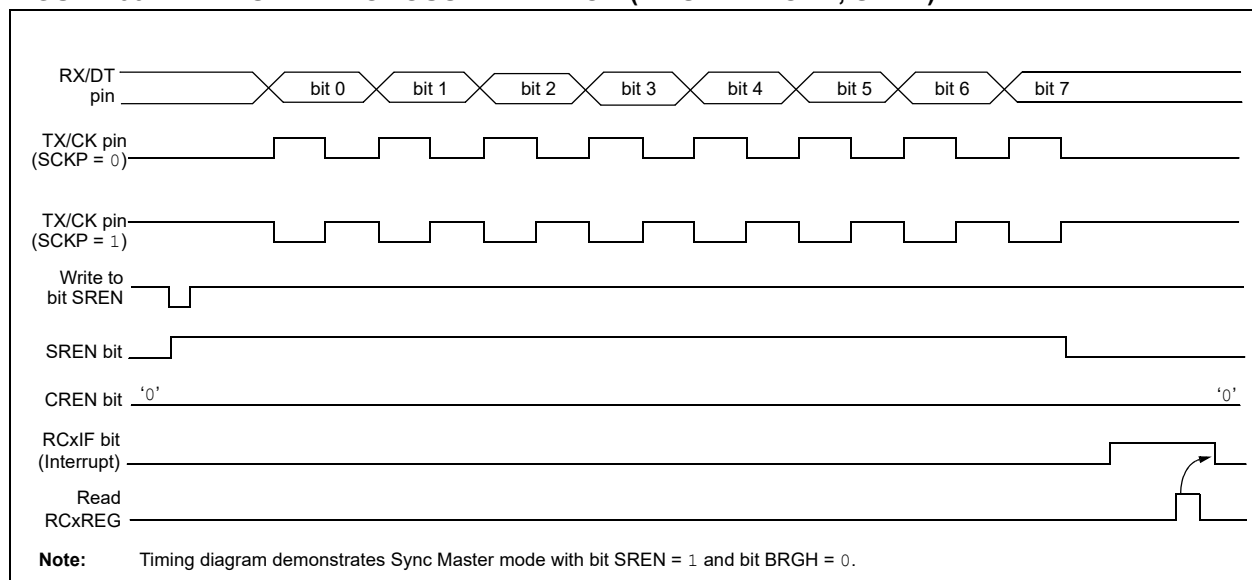 RX/DT
pin
bit 0 bit 1 bit 2 bit 3 bit 4 bit 5 bit 6 bit 7
TX/CK pin
(SCKP = 0)
TX/CK pin
(SCKP = 1)
Write to
bit SREN
SREN bit
CREN bit ‘0’ ‘0’
RCxIF bit
(Interrupt)
Read
RCxREG
Note: Timing diagram demonstrates Sync Master mode with bit SREN = 1 and bit BRGH = 0.